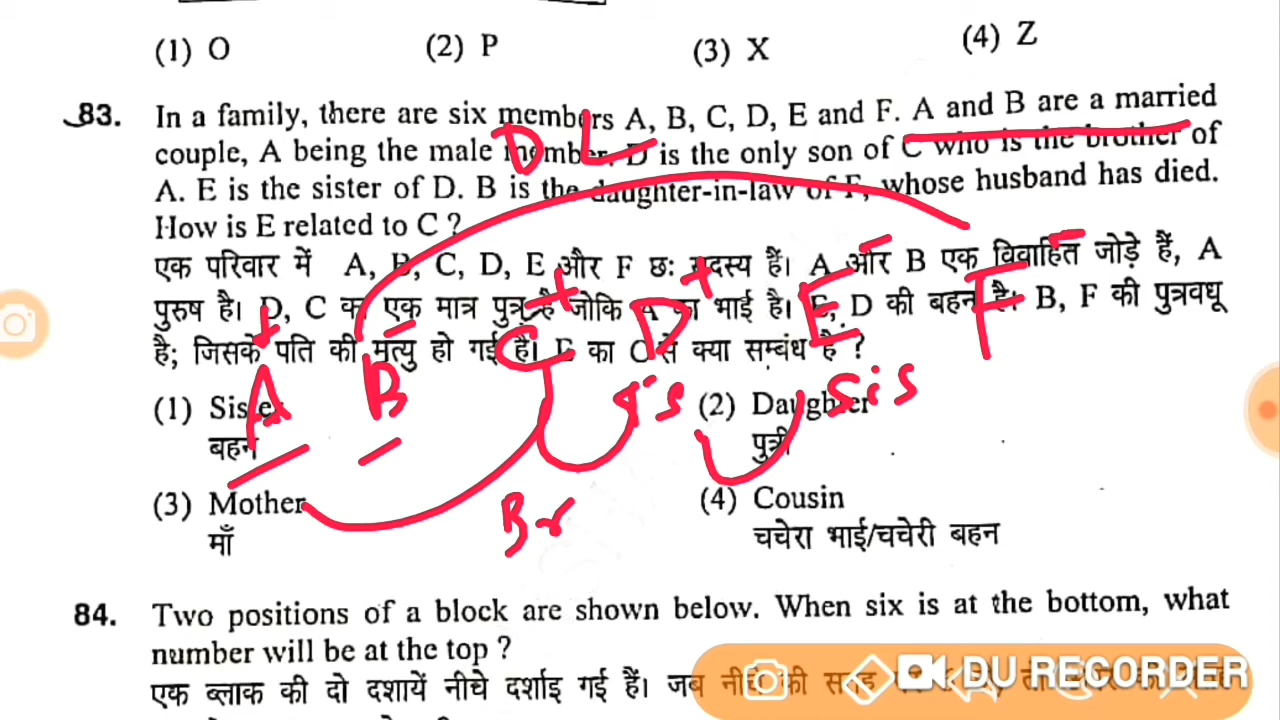 (1) O (2) P (3) X (4) Z
83. In a family, there are six members A, B, C, D, E and F. A and B are a married
couple, A being the male member. D is the only son of C who is the brother of
A. E is the sister of D. B is the daughter-in-law of F, whose husband has died.
How is E related to C ?
एक परिवार में A, B, C, D, E और F छः सदस्य हैं। A और B एक विवाहित जोड़े हैं, A
पुरुष है। D, C का एक मात्र पुत्र है जोकि A का भाई है। E, D की बहन है। B, F की पुत्रवधू
है; जिसके पति की मृत्यु हो गई है। E का C से क्या सम्बंध है ?
(1) Sister (2) Daughter
बहन पुत्री
(3) Mother (4) Cousin
माँ चचेरा भाई/चचेरी बहन
D L
A B C D E F
Sis
Br
84. Two positions of a block are shown below. When six is at the bottom, what
number will be at the top ?
एक ब्लाक की दो दशायें नीचे दर्शाइ गई हैं। जब नीचे की सतह
DU RECORDER